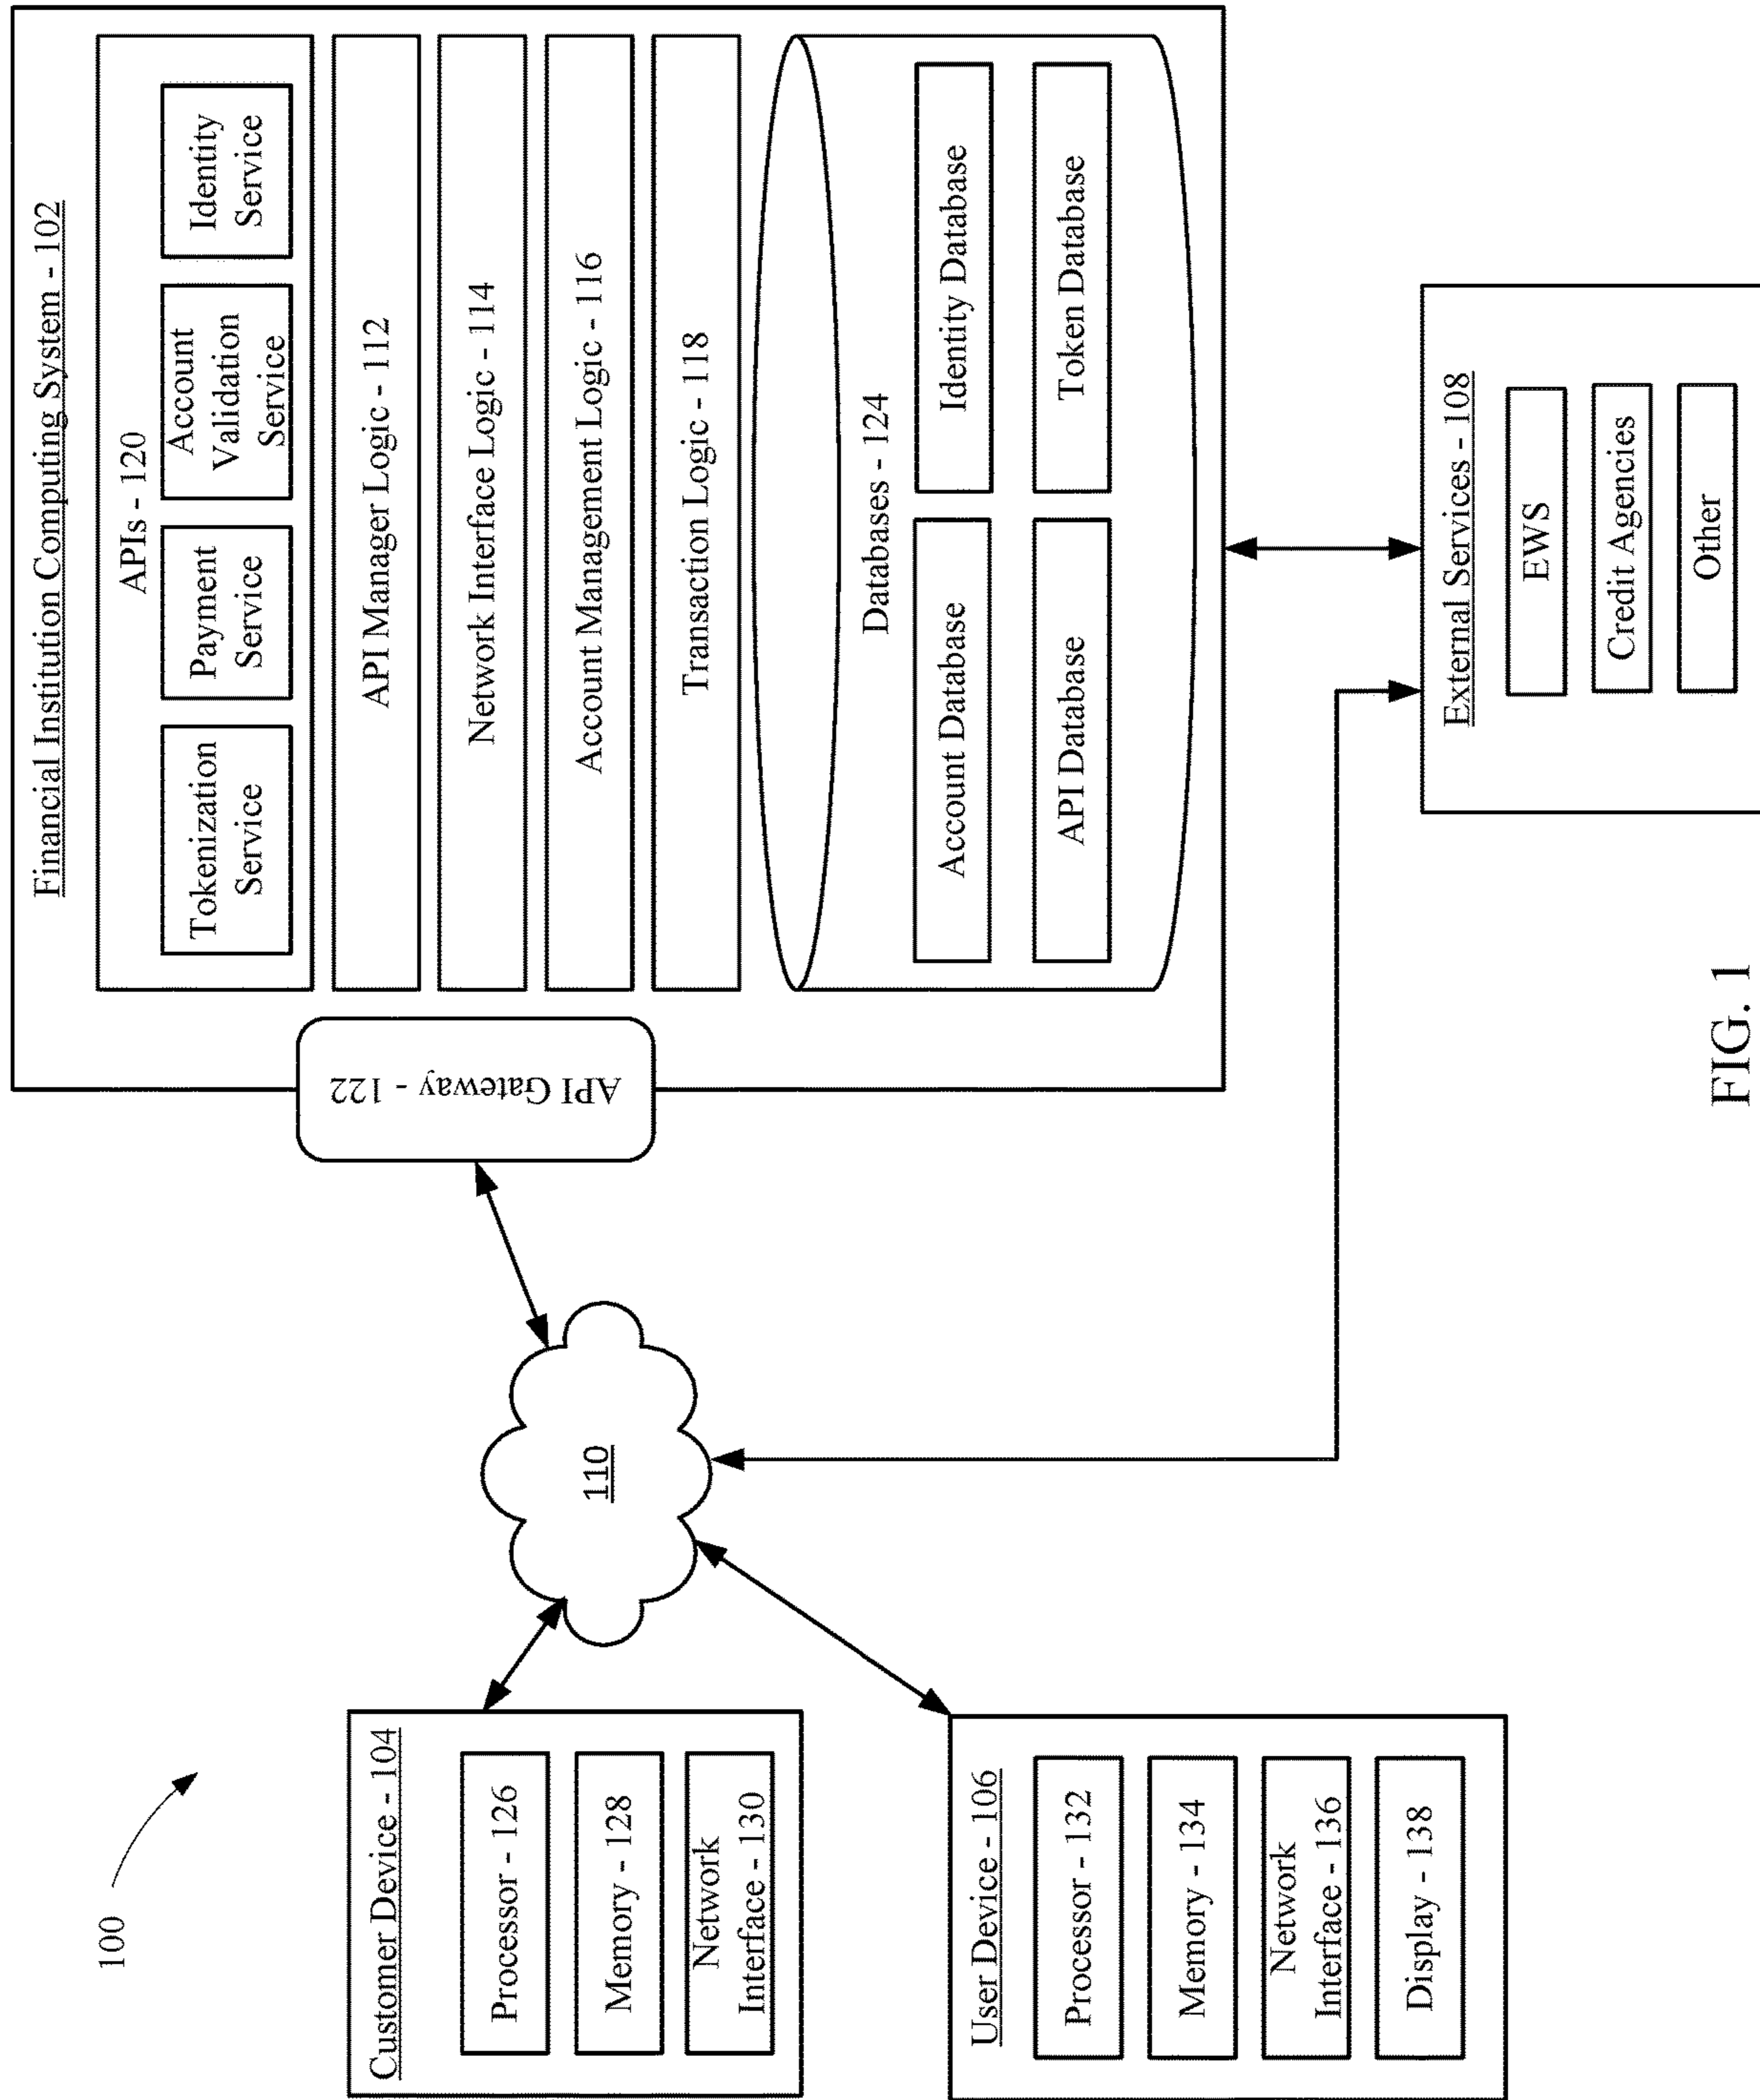 100
Customer Device - 104
Processor - 126
Memory - 128
Network
Interface - 130
User Device - 106
Processor - 132
Memory - 134
Network
Interface - 136
Display - 138
110
API Gateway - 122
Financial Institution Computing System - 102
APIs - 120
Tokenization
Service
Payment
Service
Account
Validation
Service
Identity
Service
API Manager Logic - 112
Network Interface Logic - 114
Account Management Logic - 116
Transaction Logic - 118
Databases - 124
Account Database
Identity Database
API Database
Token Database
External Services - 108
EWS
Credit Agencies
Other
FIG. 1